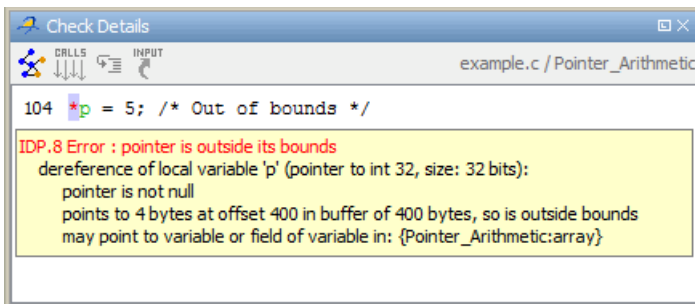 Check Details
CALLS INPUT
example.c / Pointer_Arithmetic
104 *p = 5; /* Out of bounds */
IDP.8 Error : pointer is outside its bounds
dereference of local variable 'p' (pointer to int 32, size: 32 bits):
pointer is not null
points to 4 bytes at offset 400 in buffer of 400 bytes, so is outside bounds
may point to variable or field of variable in: {Pointer_Arithmetic:array}